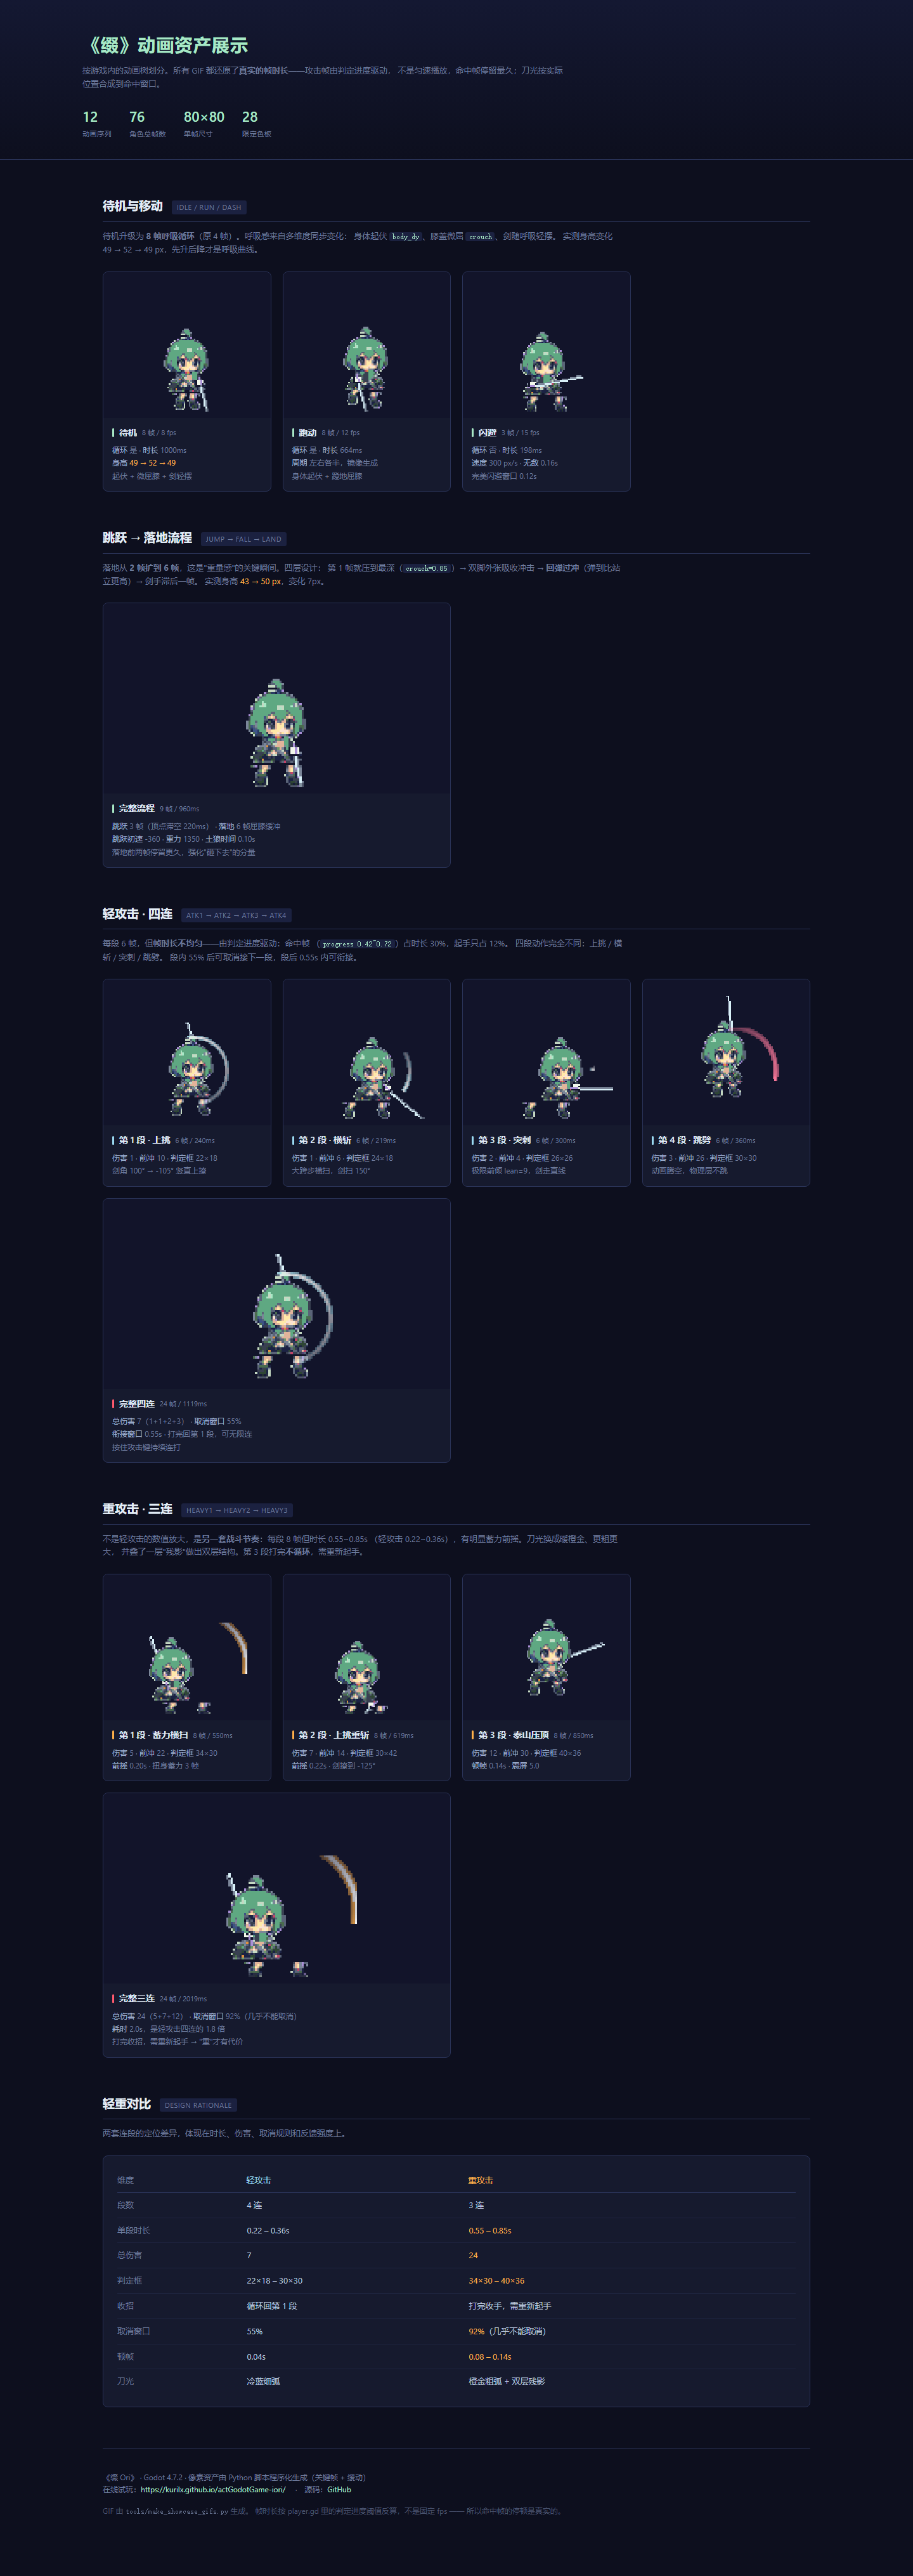 《缀》动画资产展示
按游戏内的动画树划分。所有 GIF 都还原了真实的帧时长——攻击帧由判定进度驱动， 不是匀速播放，命中帧停留最久；刀光按实际
位置合成到命中窗口。
12 76 80×80 28
动画序列 角色总帧数 单帧尺寸 限定色板
待机与移动 IDLE / RUN / DASH
待机升级为 8 帧呼吸循环（原 4 帧）。呼吸感来自多维度同步变化： 身体起伏 body_dy、膝盖微屈 crouch、剑随呼吸轻摆。 实测身高变化
49 → 52 → 49 px，先升后降才是呼吸曲线。
待机 8 帧 / 8 fps
循环 是 · 时长 1000ms
身高 49 → 52 → 49
起伏 + 微屈膝 + 剑轻摆
跑动 8 帧 / 12 fps
循环 是 · 时长 664ms
周期 左右各半，镜像生成
身体起伏 + 蹬地屈膝
闪避 3 帧 / 15 fps
循环 否 · 时长 198ms
速度 300 px/s · 无敌 0.16s
完美闪避窗口 0.12s
跳跃 → 落地流程 JUMP → FALL → LAND
落地从 2 帧扩到 6 帧，这是"重量感"的关键瞬间。四层设计： 第 1 帧就压到最深（crouch=0.85）→ 双脚外张吸收冲击 → 回弹过冲（弹到比站
立更高）→ 剑手滞后一帧。 实测身高 43 → 50 px，变化 7px。
完整流程 9 帧 / 960ms
跳跃 3 帧（顶点滞空 220ms） · 落地 6 帧屈膝缓冲
跳跃初速 -360 · 重力 1350 · 土狼时间 0.10s
落地前两帧停留更久，强化"砸下去"的分量
轻攻击 · 四连 ATK1 → ATK2 → ATK3 → ATK4
每段 6 帧，但帧时长不均匀——由判定进度驱动：命中帧 （progress 0.42~0.72）占时长 30%，起手只占 12%。 四段动作完全不同：上挑 / 横
斩 / 突刺 / 跳劈。 段内 55% 后可取消接下一段，段后 0.55s 内可衔接。
第 1 段 · 上挑 6 帧 / 240ms
伤害 1 · 前冲 10 · 判定框 22×18
剑角 100° → -105° 竖直上撩
第 2 段 · 横斩 6 帧 / 219ms
伤害 1 · 前冲 6 · 判定框 24×18
大跨步横扫，剑扫 150°
第 3 段 · 突刺 6 帧 / 300ms
伤害 2 · 前冲 4 · 判定框 26×26
极限前倾 lean=9，剑走直线
第 4 段 · 跳劈 6 帧 / 360ms
伤害 3 · 前冲 26 · 判定框 30×30
动画腾空，物理层不跳
完整四连 24 帧 / 1119ms
总伤害 7（1+1+2+3） · 取消窗口 55%
衔接窗口 0.55s · 打完回第 1 段，可无限连
按住攻击键持续连打
重攻击 · 三连 HEAVY1 → HEAVY2 → HEAVY3
不是轻攻击的数值放大，是另一套战斗节奏：每段 8 帧但时长 0.55~0.85s （轻攻击 0.22~0.36s），有明显蓄力前摇。刀光换成暖橙金、更粗更
大， 并叠了一层"残影"做出双层结构。第 3 段打完不循环，需重新起手。
第 1 段 · 蓄力横扫 8 帧 / 550ms
伤害 5 · 前冲 22 · 判定框 34×30
前摇 0.20s · 扭身蓄力 3 帧
第 2 段 · 上挑重斩 8 帧 / 619ms
伤害 7 · 前冲 14 · 判定框 30×42
前摇 0.22s · 剑撩到 -125°
第 3 段 · 泰山压顶 8 帧 / 850ms
伤害 12 · 前冲 30 · 判定框 40×36
顿帧 0.14s · 震屏 5.0
完整三连 24 帧 / 2019ms
总伤害 24（5+7+12） · 取消窗口 92%（几乎不能取消）
耗时 2.0s，是轻攻击四连的 1.8 倍
打完收招，需重新起手 → "重"才有代价
轻重对比 DESIGN RATIONALE
两套连段的定位差异，体现在时长、伤害、取消规则和反馈强度上。
维度 轻攻击 重攻击
段数 4 连 3 连
单段时长 0.22 – 0.36s 0.55 – 0.85s
总伤害 7 24
判定框 22×18 – 30×30 34×30 – 40×36
收招 循环回第 1 段 打完收手，需重新起手
取消窗口 55% 92%（几乎不能取消）
顿帧 0.04s 0.08 – 0.14s
刀光 冷蓝细弧 橙金粗弧 + 双层残影
《缀 Ori》 · Godot 4.7.2 · 像素资产由 Python 脚本程序化生成（关键帧 + 缓动）
在线试玩：https://kurilx.github.io/actGodotGame-iori/ · 源码：GitHub
GIF 由 tools/make_showcase_gifs.py 生成。 帧时长按 player.gd 里的判定进度阈值反算，不是固定 fps —— 所以命中帧的停顿是真实的。